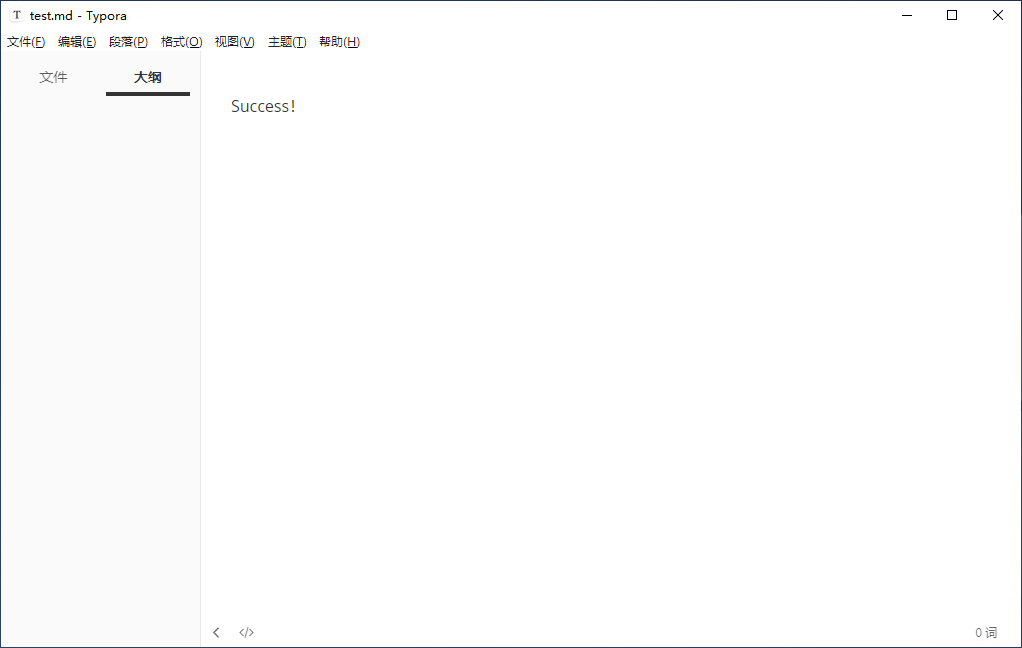 T test.md - Typora
文件(F) 编辑(E) 段落(P) 格式(O) 视图(V) 主题(T) 帮助(H)
文件 大纲
Success!
</> 0 词